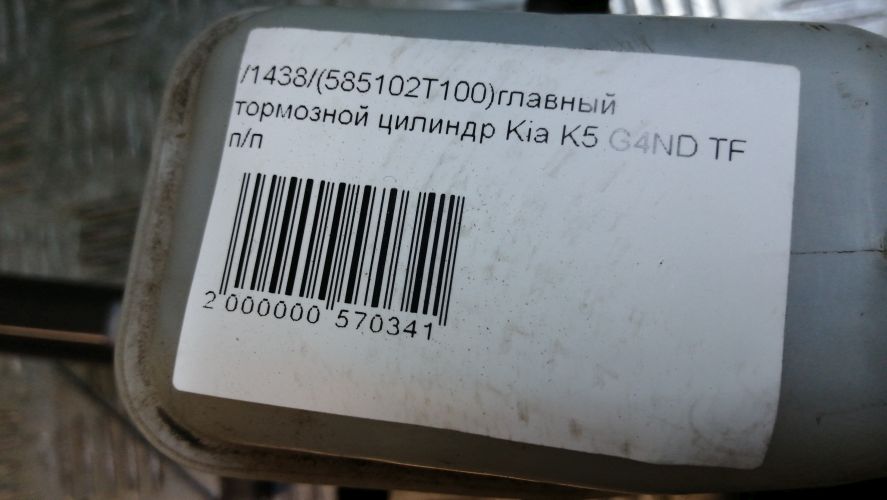 /1438/(585102T100)главный
тормозной цилиндр Kia K5 G4ND TF
п/п
2 000000 570341